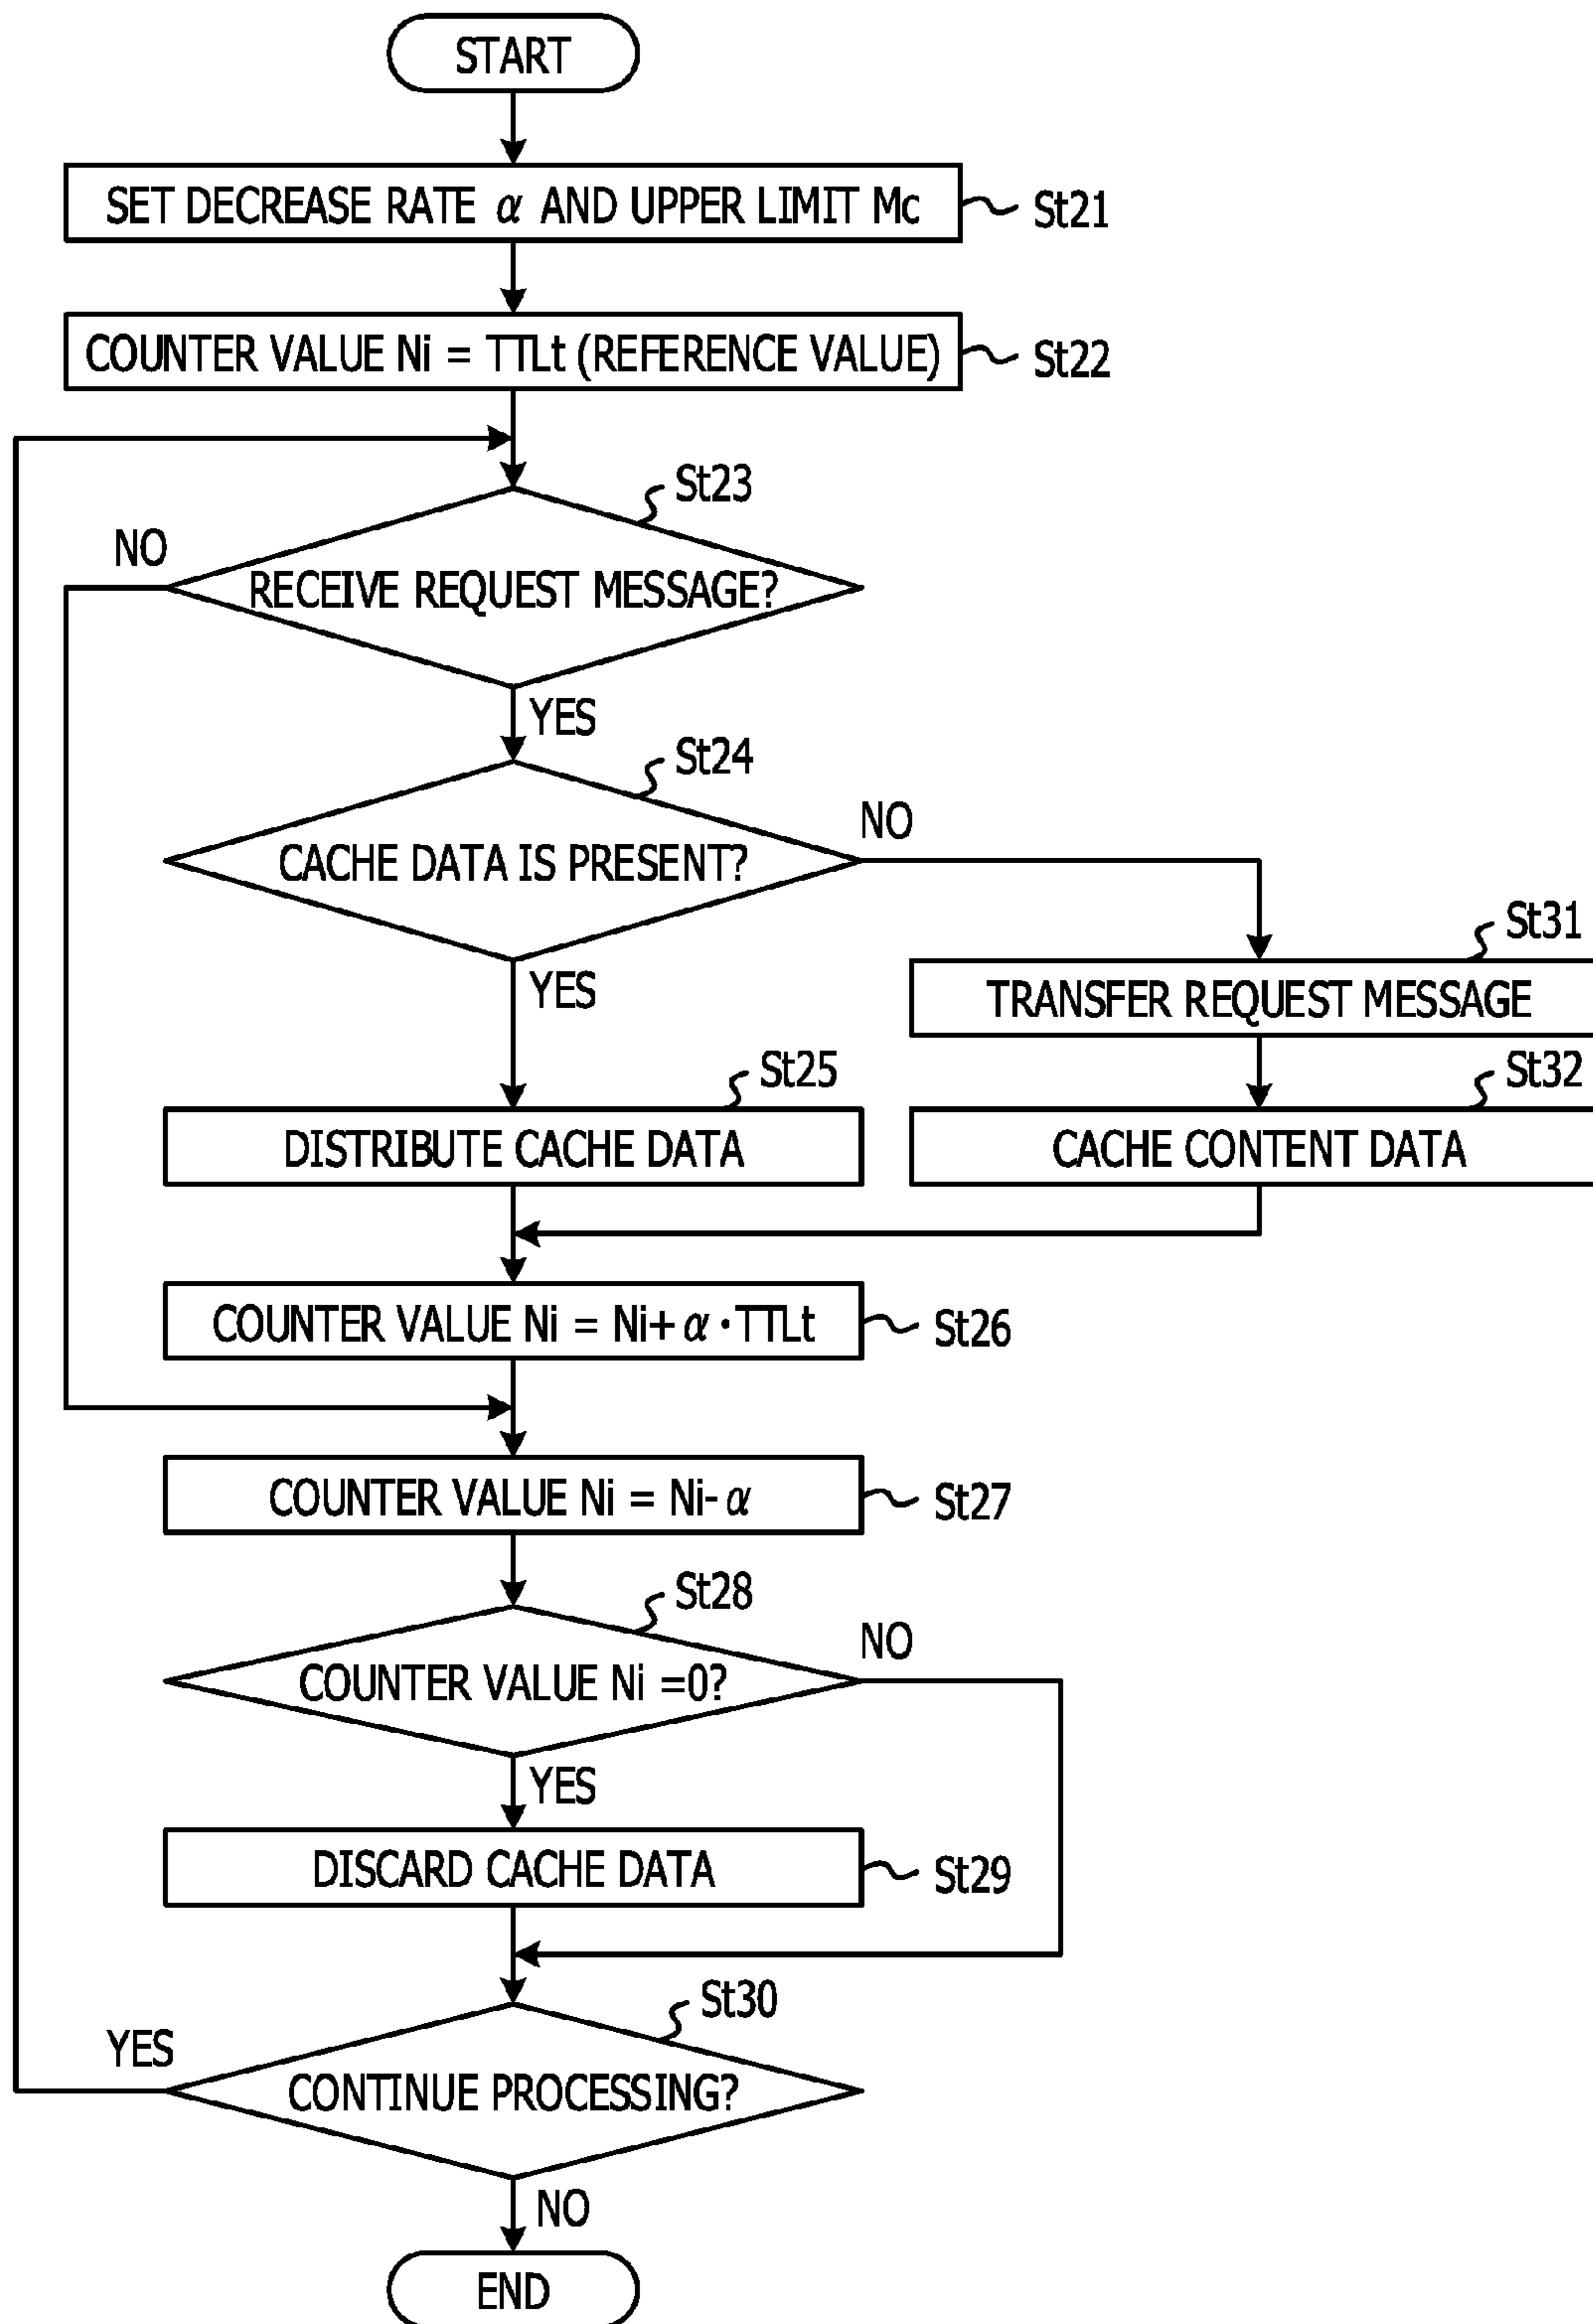 START
SET DECREASE RATE α AND UPPER LIMIT Mc
St21
COUNTER VALUE Ni = TTLt (REFERENCE VALUE)
St22
St23
NO
RECEIVE REQUEST MESSAGE?
YES
St24
NO
CACHE DATA IS PRESENT?
YES
St31
TRANSFER REQUEST MESSAGE
St25
St32
DISTRIBUTE CACHE DATA
CACHE CONTENT DATA
COUNTER VALUE Ni = Ni+ α·TTLt
St26
COUNTER VALUE Ni = Ni- α
St27
St28
NO
COUNTER VALUE Ni =0?
YES
DISCARD CACHE DATA
St29
St30
YES
CONTINUE PROCESSING?
NO
END